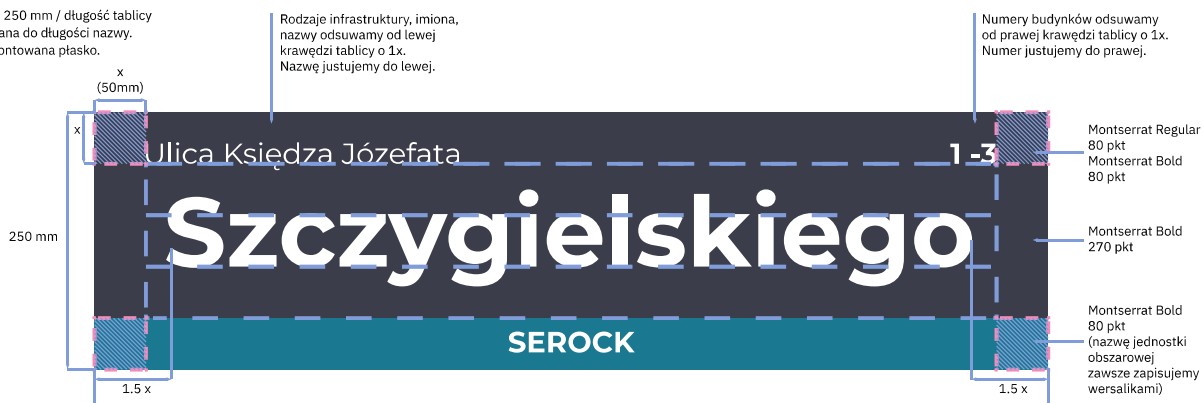 250 mm / długość tablicy
do długości nazwy.
płasko.
x
(50mm)
Rodzaje infrastruktury, imiona,
nazwy odsuwamy od lewej
krawędzi tablicy o 1x.
Nazwę justujemy do lewej.
Numery budynków odsuwamy
od prawej krawędzi tablicy o 1x.
Numer justujemy do prawej.
x
Ulica Księdza Józefata
1 -3
Montserrat Regular
80 pkt
Montserrat Bold
80 pkt
250 mm
Szczygielskiego
Montserrat Bold
270 pkt
SEROCK
Montserrat Bold
80 pkt
(nazwę jednostki
obszarowej
zawsze zapisujemy
wersalikami)
1.5 x
1.5 x